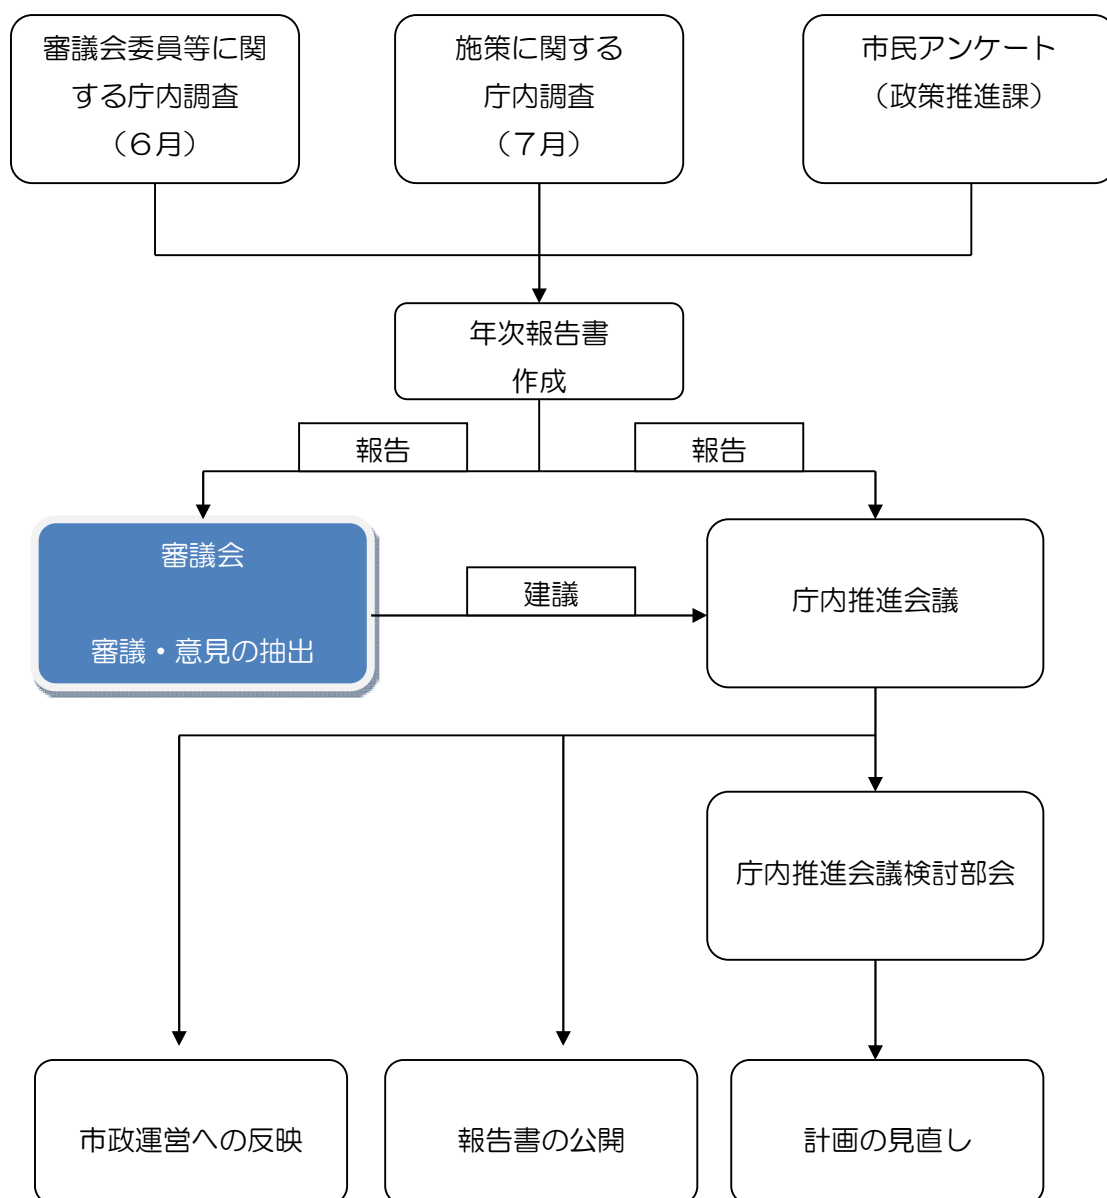 審議会委員等に関
する庁内調査
（６月）
施策に関する
庁内調査
（７月）
市民アンケート
（政策推進課）
年次報告書
作成
報告
報告
審議会
審議・意見の抽出
建議
庁内推進会議
庁内推進会議検討部会
市政運営への反映
報告書の公開
計画の見直し